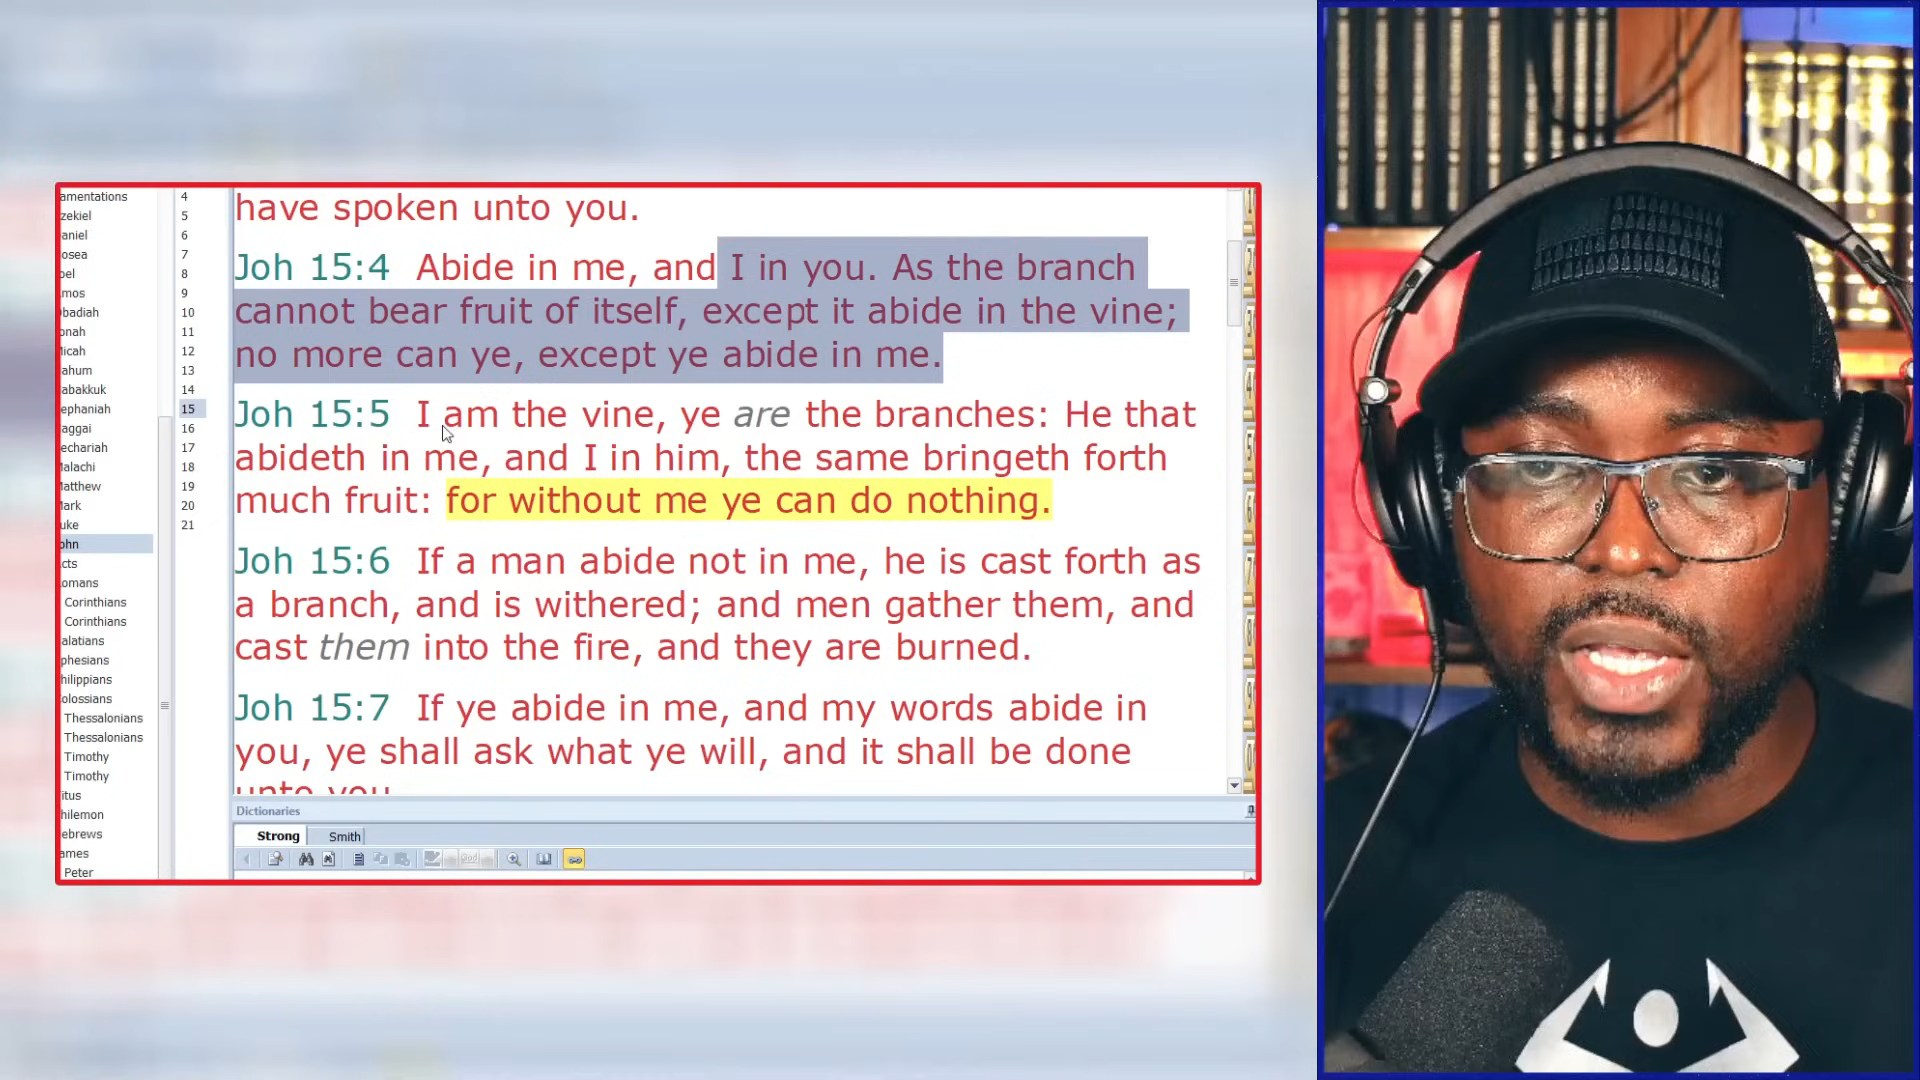 amentations
zekiel
aniel
osea
oel
mos
badiah
onah
icah
ahum
abakkuk
ephaniah
aggai
echariah
Malachi
Matthew
Mark
uke
ohn
cts
omans
Corinthians
Corinthians
alatians
phesians
hilippians
olossians
Thessalonians
Thessalonians
Timothy
Timothy
itus
hilemon
ebrews
ames
Peter
4
5
6
7
8
9
10
11
12
13
14
15
16
17
18
19
20
21
have spoken unto you.
Joh 15:4 Abide in me, and I in you. As the branch
cannot bear fruit of itself, except it abide in the vine;
no more can ye, except ye abide in me.
Joh 15:5 I am the vine, ye are the branches: He that
abideth in me, and I in him, the same bringeth forth
much fruit: for without me ye can do nothing.
Joh 15:6 If a man abide not in me, he is cast forth as
a branch, and is withered; and men gather them, and
cast them into the fire, and they are burned.
Joh 15:7 If ye abide in me, and my words abide in
you, ye shall ask what ye will, and it shall be done
unto you
Dictionaries
Strong Smith
God